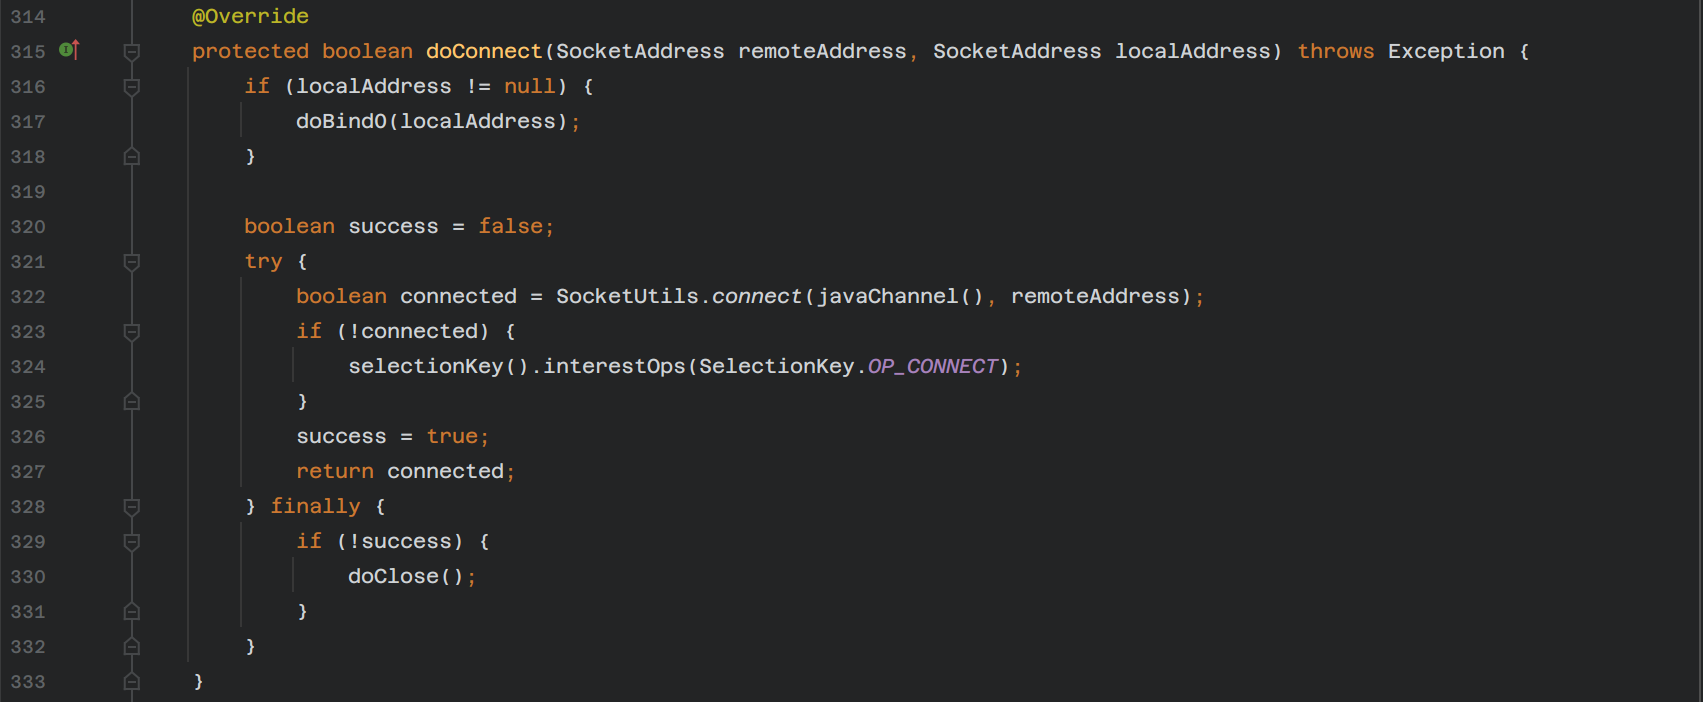 314 @Override
315 protected boolean doConnect(SocketAddress remoteAddress, SocketAddress localAddress) throws Exception {
316 if (localAddress != null) {
317 doBind0(localAddress);
318 }
319
320 boolean success = false;
321 try {
322 boolean connected = SocketUtils.connect(javaChannel(), remoteAddress);
323 if (!connected) {
324 selectionKey().interestOps(SelectionKey.OP_CONNECT);
325 }
326 success = true;
327 return connected;
328 } finally {
329 if (!success) {
330 doClose();
331 }
332 }
333 }